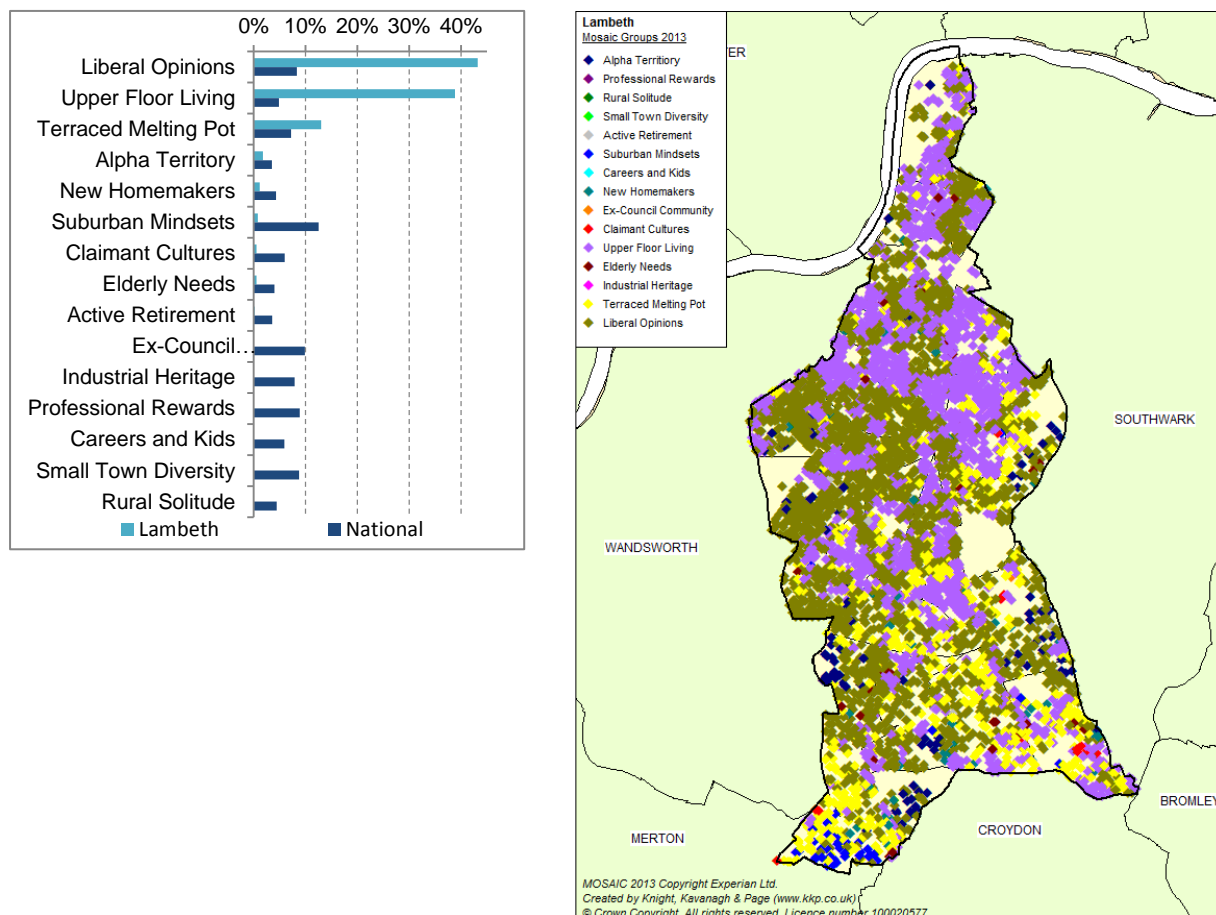 0% 10% 20% 30% 40%
Liberal Opinions
Upper Floor Living
Terraced Melting Pot
Alpha Territory
New Homemakers
Suburban Mindsets
Claimant Cultures
Elderly Needs
Active Retirement
Ex-Council…
Industrial Heritage
Professional Rewards
Careers and Kids
Small Town Diversity
Rural Solitude
Lambeth National
Lambeth
Mosaic Groups 2013
Alpha Territiory
Professional Rewards
Rural Solitude
Small Town Diversity
Active Retirement
Suburban Mindsets
Careers and Kids
New Homemakers
Ex-Council Community
Claimant Cultures
Upper Floor Living
Elderly Needs
Industrial Heritage
Terraced Melting Pot
Liberal Opinions
ER
SOUTHWARK
WANDSWORTH
BROMLEY
CROYDON
MERTON
MOSAIC 2013 Copyright Experian Ltd.
Created by Knight, Kavanagh & Page (www.kkp.co.uk)
© Crown Copyright. All rights reserved. Licence number 100020577